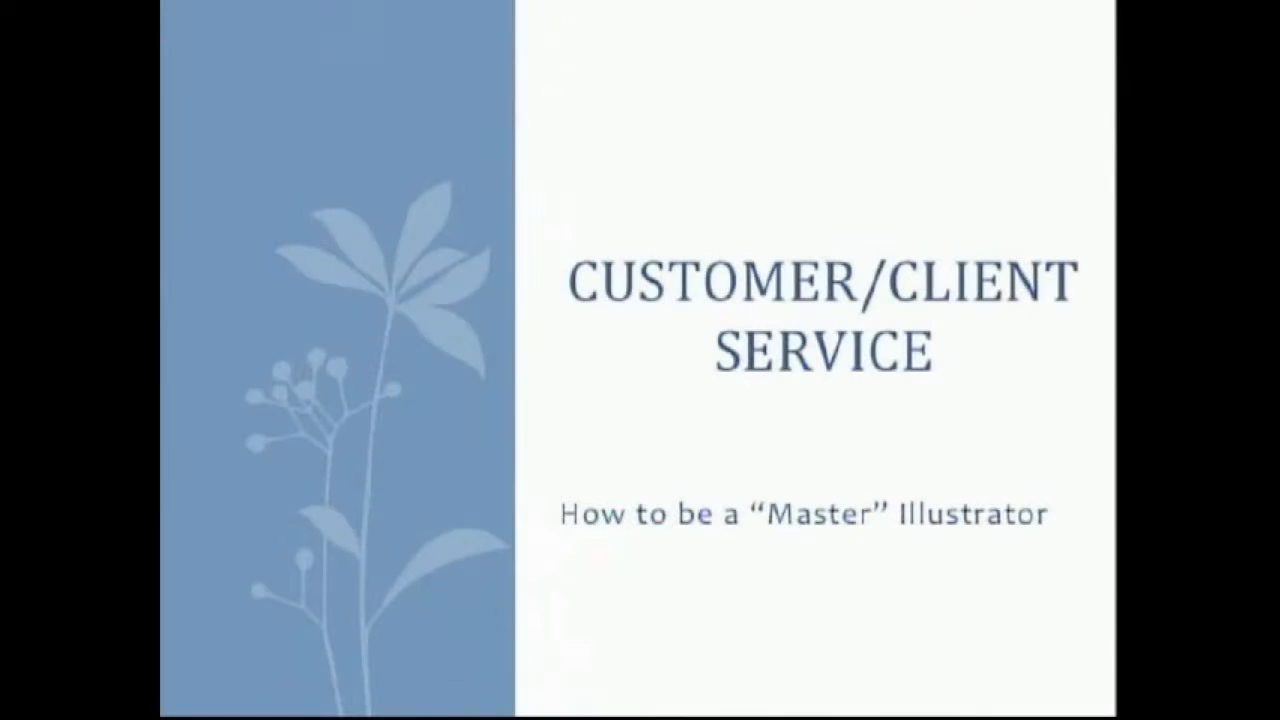 CUSTOMER/CLIENT
SERVICE
How to be a “Master” Illustrator